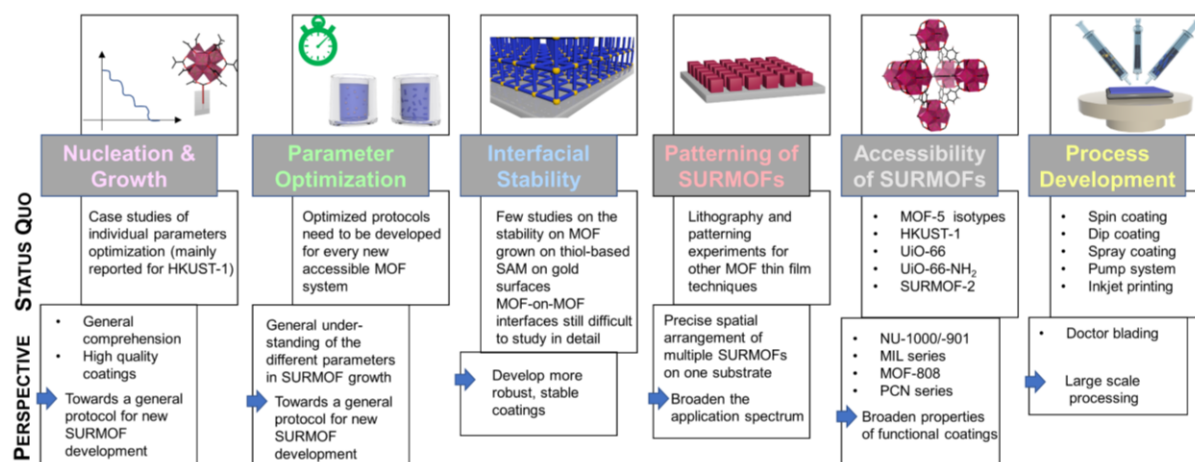 Nucleation &
Growth
Parameter
Optimization
Interfacial
Stability
Patterning of
SURMOFs
Accessibility
of SURMOFs
Process
Development
STATUS QUO
Case studies of
individual parameters
optimization (mainly
reported for HKUST-1)
Optimized protocols
need to be developed
for every new
accessible MOF
system
Few studies on the
stability on MOF
grown on thiol-based
SAM on gold
surfaces
MOF-on-MOF
interfaces still difficult
to study in detail
Lithography and
patterning
experiments for
other MOF thin film
techniques
• MOF-5 isotypes
• HKUST-1
• UiO-66
• UiO-66-NH₂
• SURMOF-2
• Spin coating
• Dip coating
• Spray coating
• Pump system
• Inkjet printing
PERSPECTIVE
• General
comprehension
• High quality
coatings
Towards a general
protocol for new
SURMOF
development
General under-
standing of the
different parameters
in SURMOF growth
Towards a general
protocol for new
SURMOF
development
Develop more
robust, stable
coatings
Precise spatial
arrangement of
multiple SURMOFs
on one substrate
Broaden the
application spectrum
• NU-1000/-901
• MIL series
• MOF-808
• PCN series
Broaden properties
of functional coatings
• Doctor blading
Large scale
processing